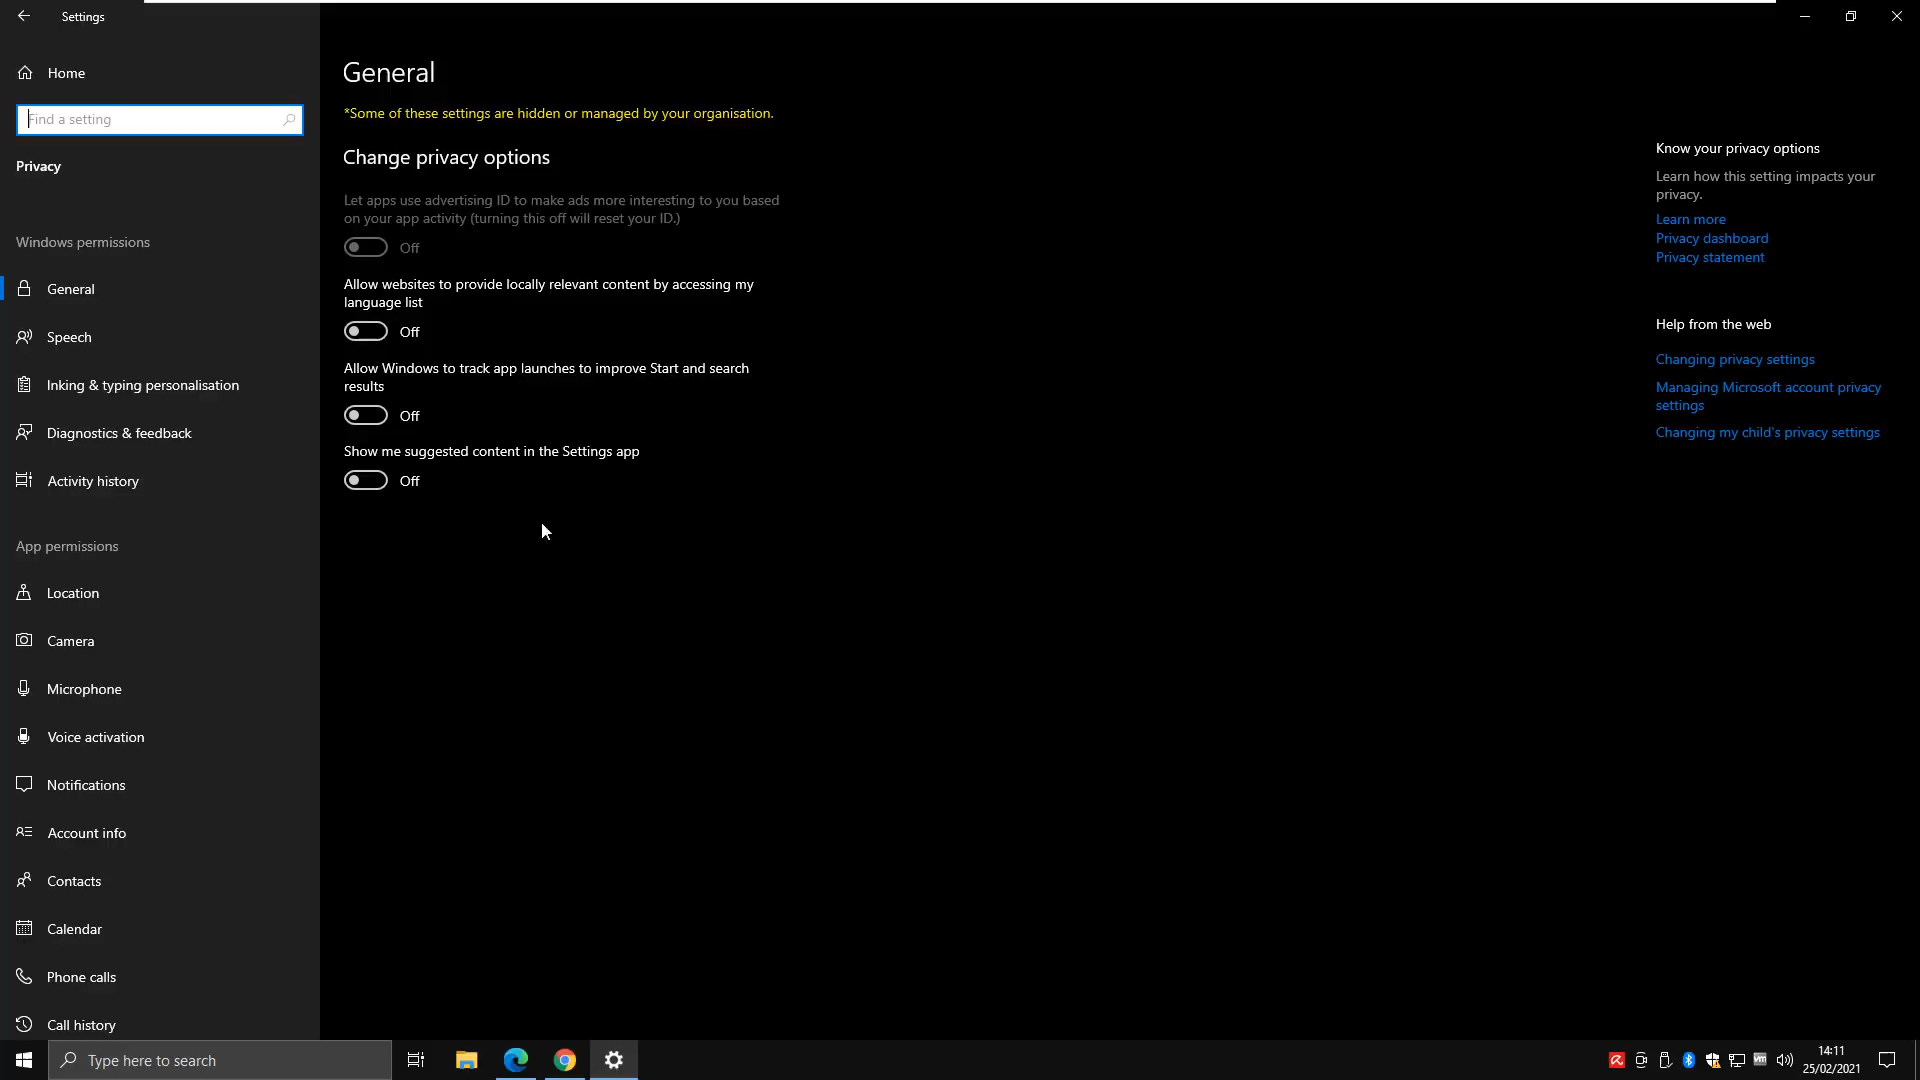 Settings
Home
Find a setting
Privacy
Windows permissions
General
Speech
Inking & typing personalisation
Diagnostics & feedback
Activity history
App permissions
Location
Camera
Microphone
Voice activation
Notifications
Account info
Contacts
Calendar
Phone calls
Call history
General
*Some of these settings are hidden or managed by your organisation.
Change privacy options
Let apps use advertising ID to make ads more interesting to you based
on your app activity (turning this off will reset your ID.)
Off
Allow websites to provide locally relevant content by accessing my
language list
Off
Allow Windows to track app launches to improve Start and search
results
Off
Show me suggested content in the Settings app
Off
Know your privacy options
Learn how this setting impacts your
privacy.
Learn more
Privacy dashboard
Privacy statement
Help from the web
Changing privacy settings
Managing Microsoft account privacy
settings
Changing my child's privacy settings
Type here to search
14:11
25/02/2021